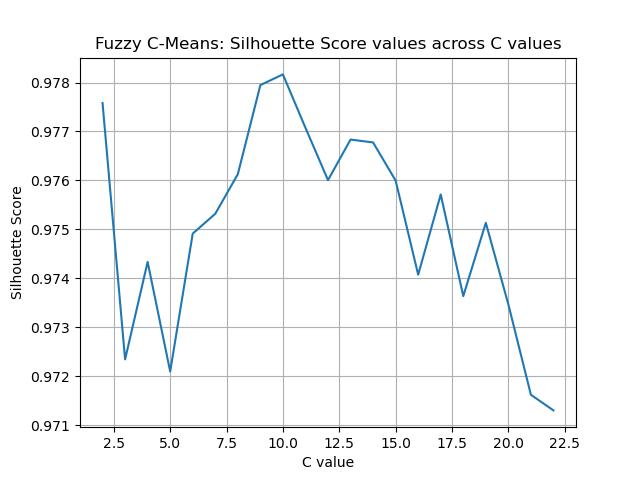 Fuzzy C-Means: Silhouette Score values across C values
0.978
0.977
0.976
0.975
0.974
0.973
0.972
0.971
Silhouette Score
2.5 5.0 7.5 10.0 12.5 15.0 17.5 20.0 22.5
C value